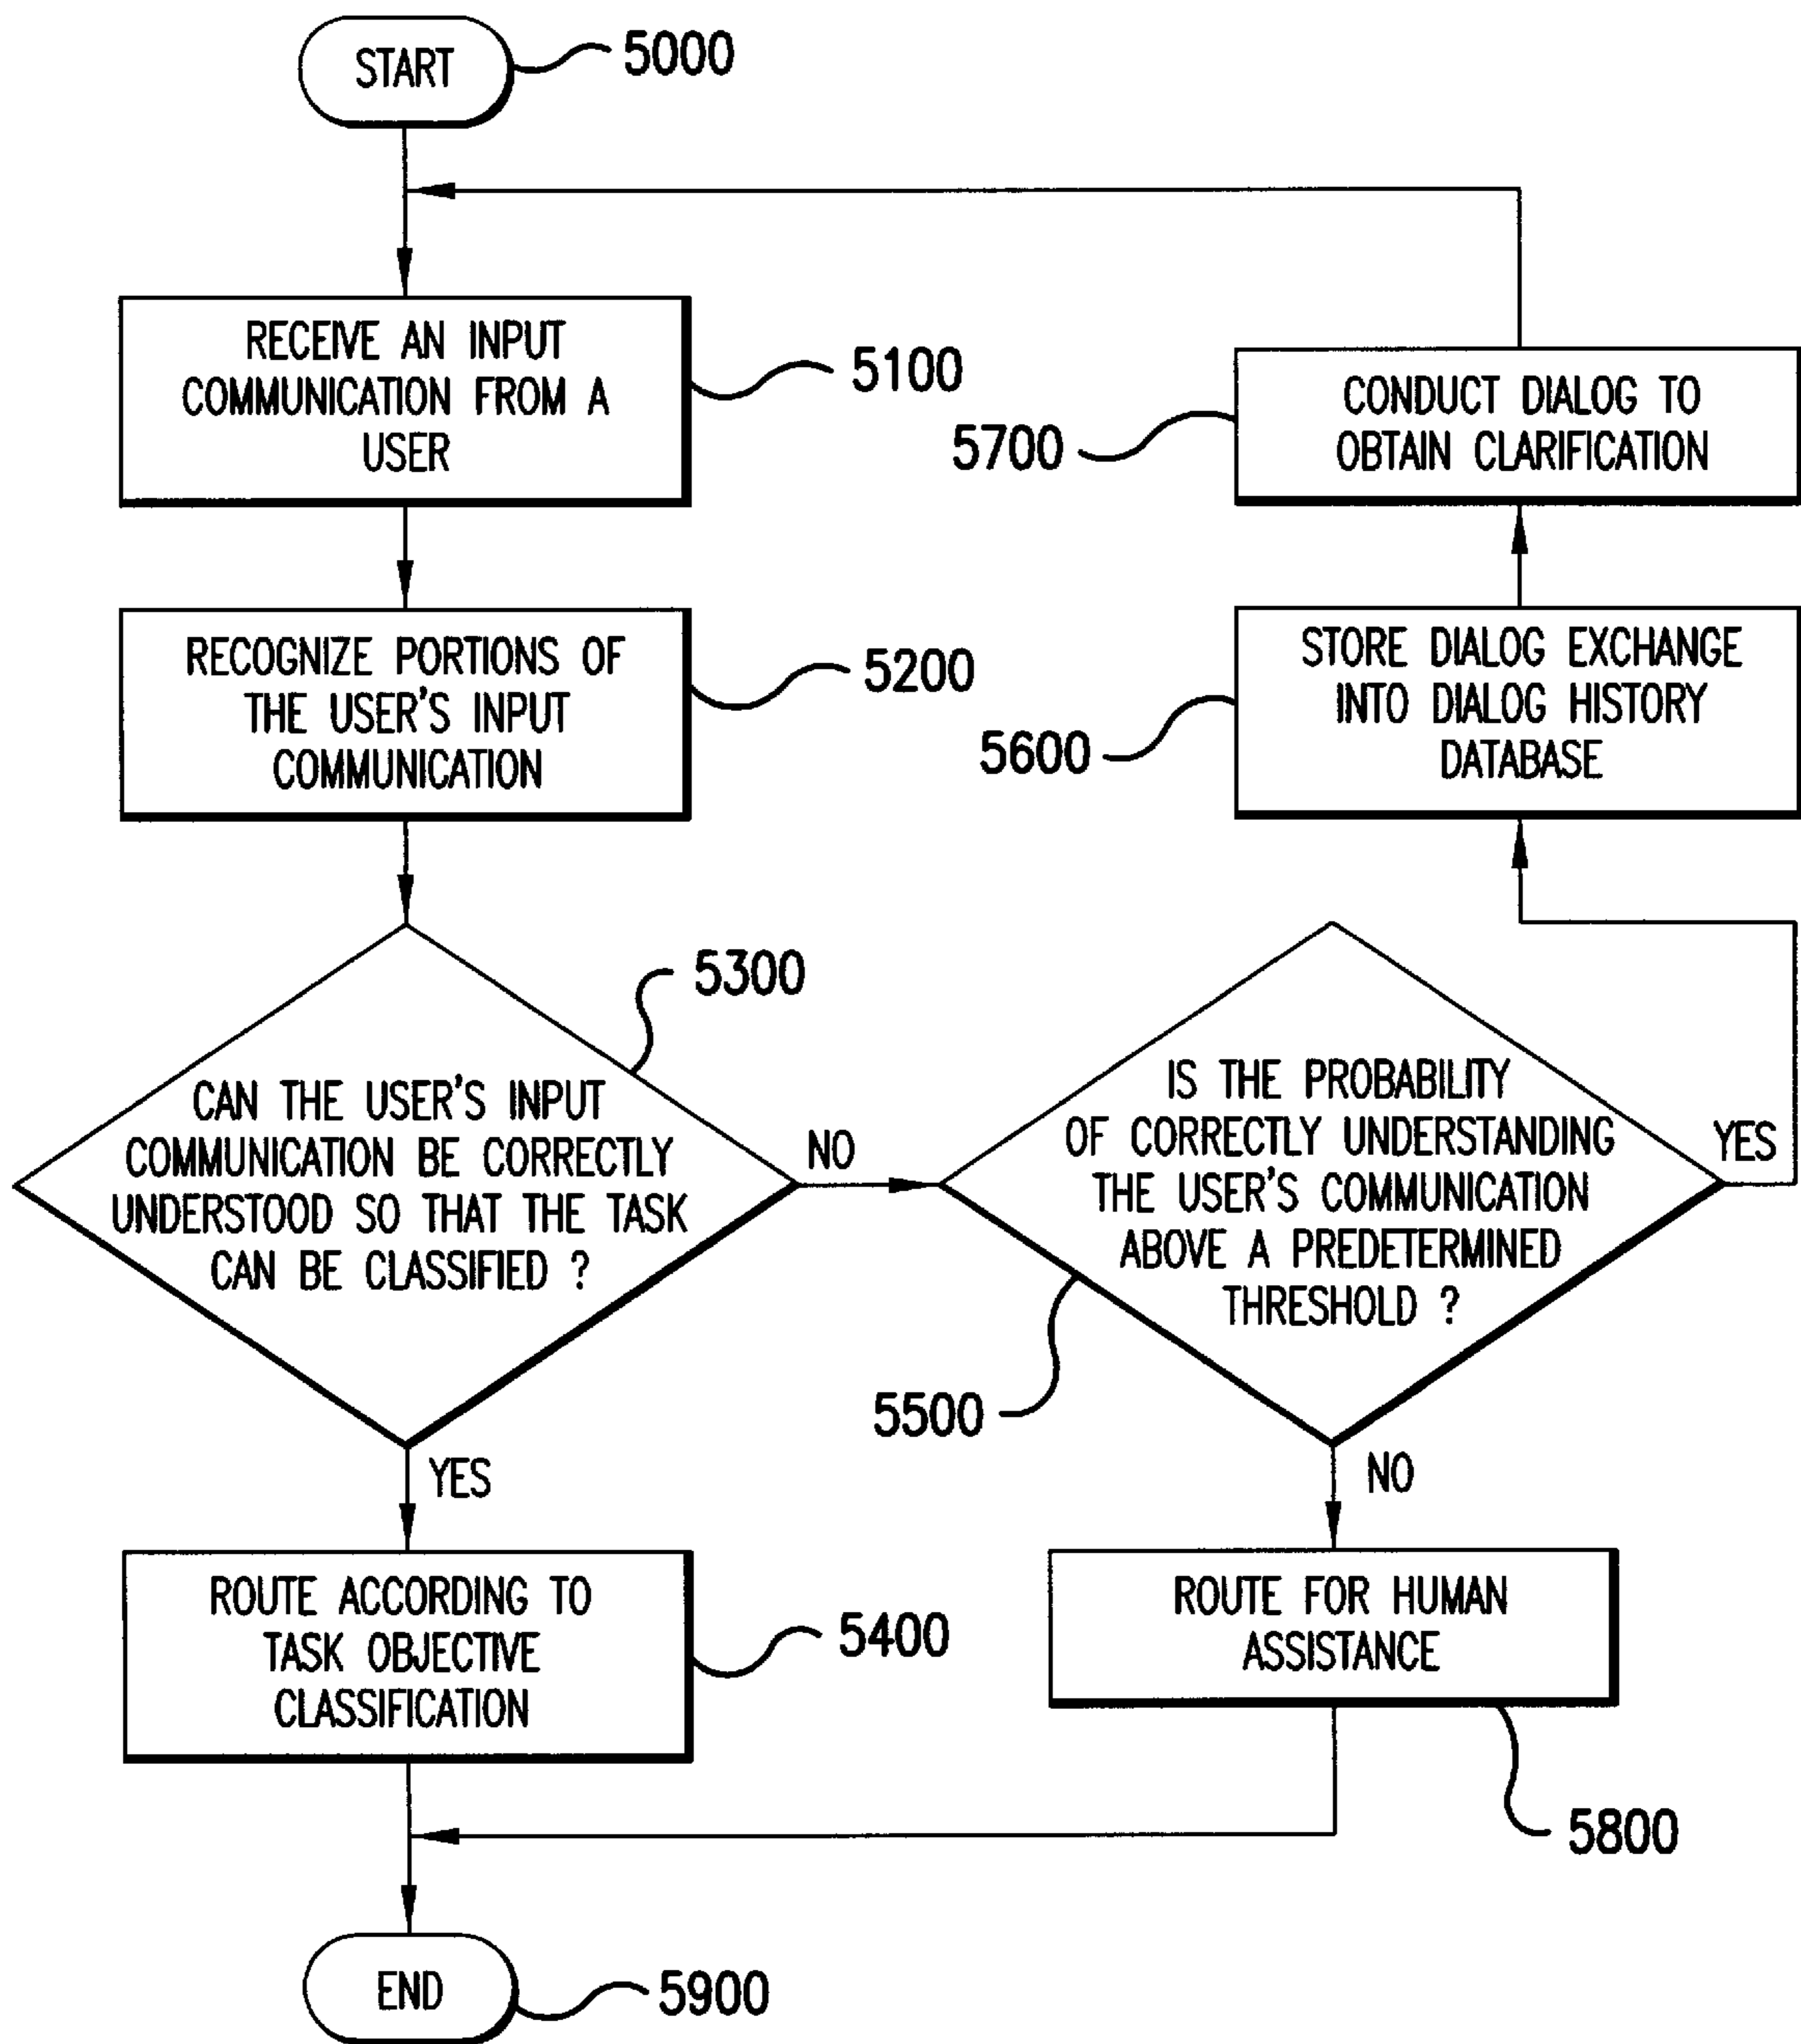 START
5000
RECEIVE AN INPUT
COMMUNICATION FROM A
USER
5100
RECOGNIZE PORTIONS OF
THE USER'S INPUT
COMMUNICATION
5200
CAN THE USER'S INPUT
COMMUNICATION BE CORRECTLY
UNDERSTOOD SO THAT THE TASK
CAN BE CLASSIFIED ?
5300
NO
YES
ROUTE ACCORDING TO
TASK OBJECTIVE
CLASSIFICATION
5400
IS THE PROBABILITY
OF CORRECTLY UNDERSTANDING
THE USER'S COMMUNICATION
ABOVE A PREDETERMINED
THRESHOLD ?
5500
YES
NO
STORE DIALOG EXCHANGE
INTO DIALOG HISTORY
DATABASE
5600
CONDUCT DIALOG TO
OBTAIN CLARIFICATION
5700
ROUTE FOR HUMAN
ASSISTANCE
5800
END
5900